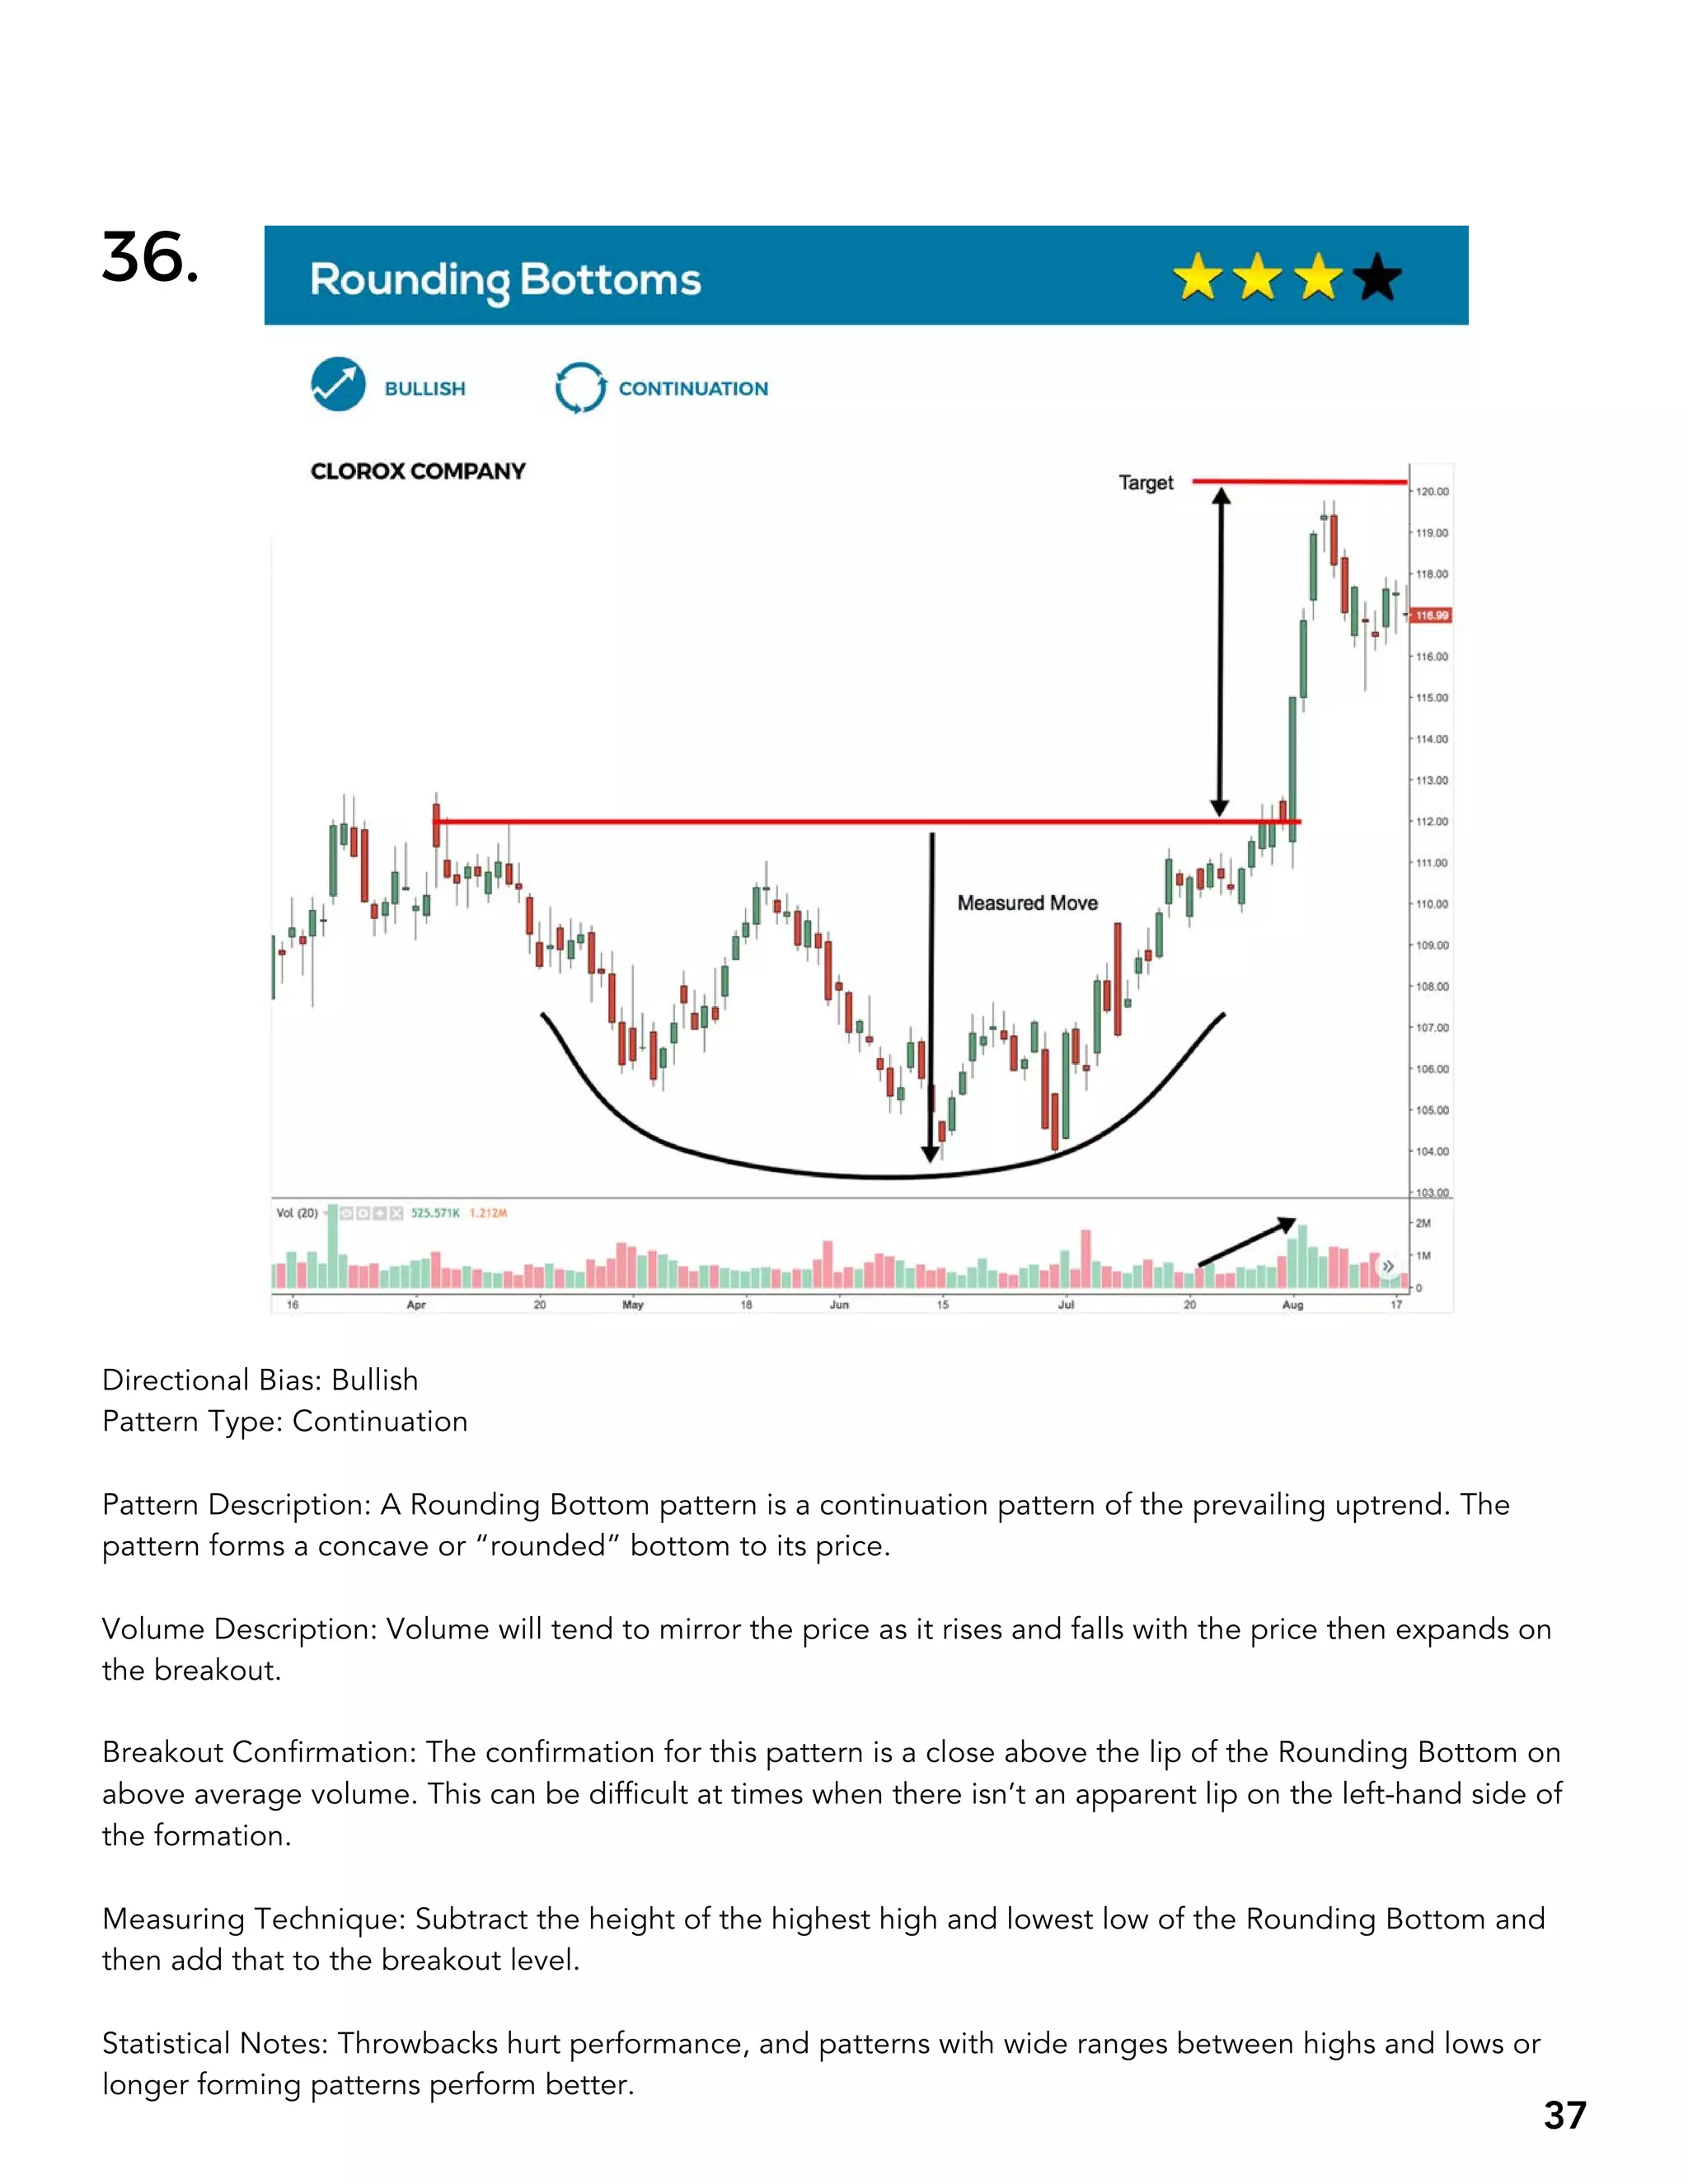 36.
Rounding Bottoms
BULLISH
CONTINUATION
CLOROX COMPANY
Target
120.00
119.00
118.00
116.99
116.00
115.00
114.00
113.00
112.00
111.00
Measured Move
110.00
109.00
108.00
107.00
106.00
105.00
104.00
103.00
Vol (20) 525.571K 1.212M
2M
1M
0
16 Apr 20 May 18 Jun 15 Jul 20 Aug 17
Directional Bias: Bullish
Pattern Type: Continuation
Pattern Description: A Rounding Bottom pattern is a continuation pattern of the prevailing uptrend. The
pattern forms a concave or “rounded” bottom to its price.
Volume Description: Volume will tend to mirror the price as it rises and falls with the price then expands on
the breakout.
Breakout Confirmation: The confirmation for this pattern is a close above the lip of the Rounding Bottom on
above average volume. This can be difficult at times when there isn’t an apparent lip on the left-hand side of
the formation.
Measuring Technique: Subtract the height of the highest high and lowest low of the Rounding Bottom and
then add that to the breakout level.
Statistical Notes: Throwbacks hurt performance, and patterns with wide ranges between highs and lows or
longer forming patterns perform better.
37